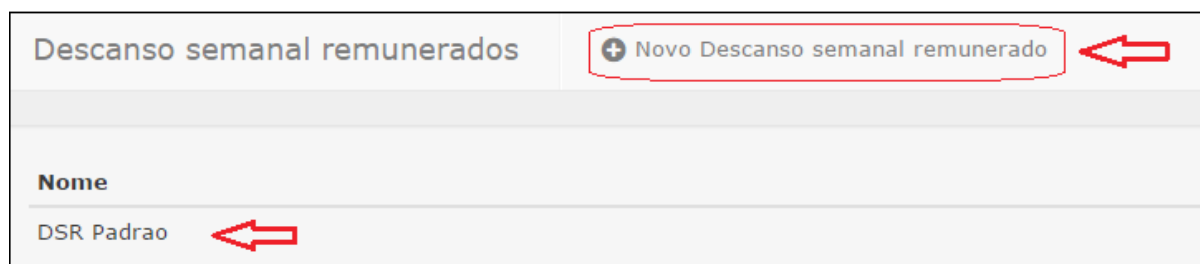 Descanso semanal remunerados
Novo Descanso semanal remunerado
Nome
DSR Padrao